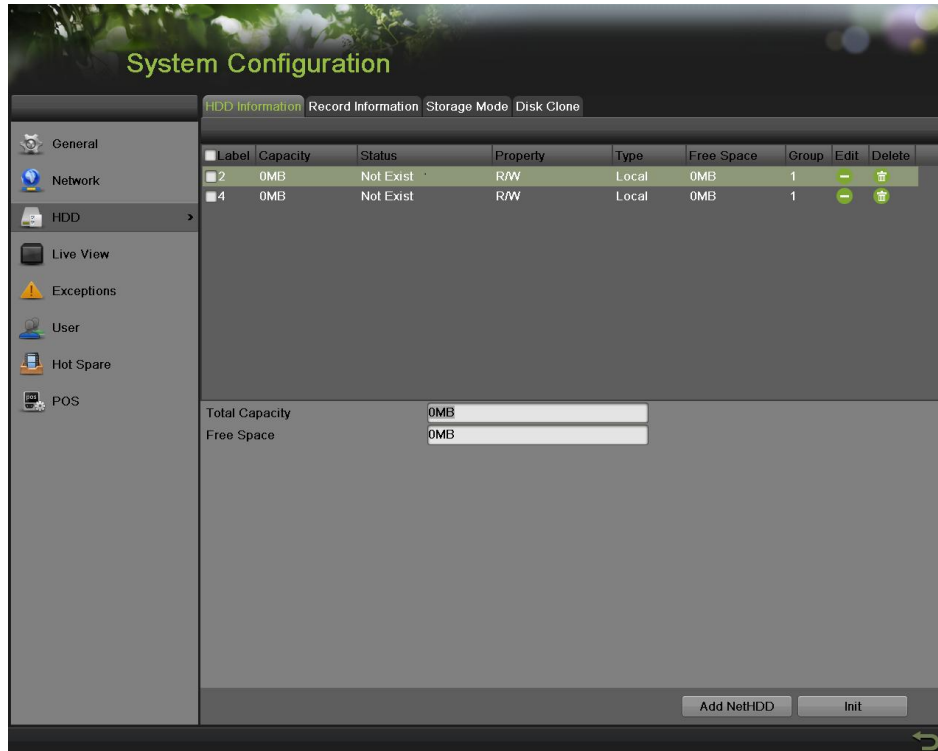 System Configuration
HDD Information Record Information Storage Mode Disk Clone
General
Network
HDD
Live View
Exceptions
User
Hot Spare
POS
Label Capacity Status Property Type Free Space Group Edit Delete
2 0MB Not Exist R/W Local 0MB 1
4 0MB Not Exist R/W Local 0MB 1
Total Capacity 0MB
Free Space 0MB
Add NetHDD Init